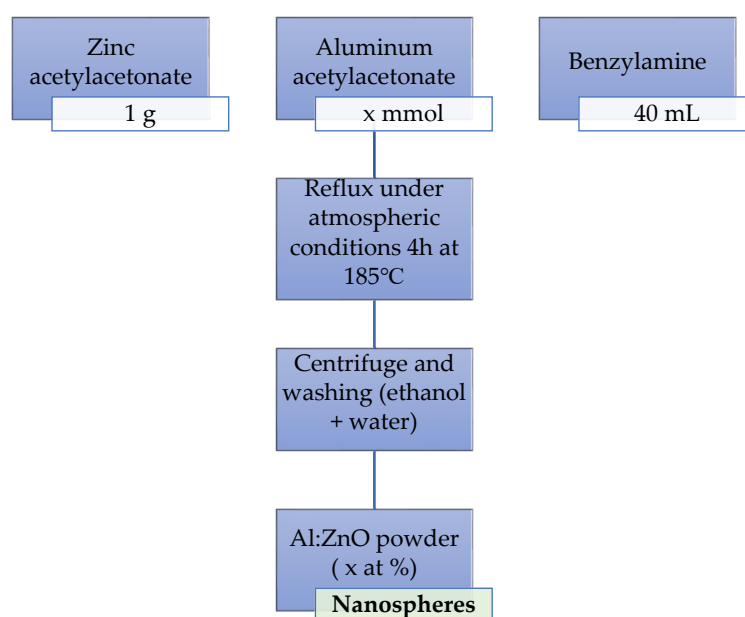 Zinc
acetylacetonate
1 g
Aluminum
acetylacetonate
x mmol
Benzylamine
40 mL
Reflux under
atmospheric
conditions 4h at
185°C
Centrifuge and
washing (ethanol
+ water)
Al:ZnO powder
( x at %)
Nanospheres